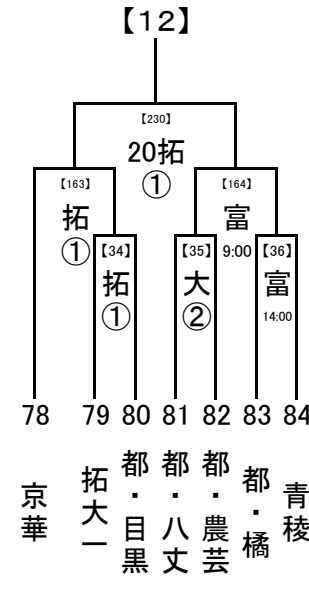 【12】
【230】
20拓
①
【163】
拓
①
【164】
富
9:00
【34】
拓
①
【35】
大
②
【36】
富
14:00
78 79 80 81 82 83 84
京華
拓大一
都・目黒
都・八丈
都・農芸
都・橘
青稜